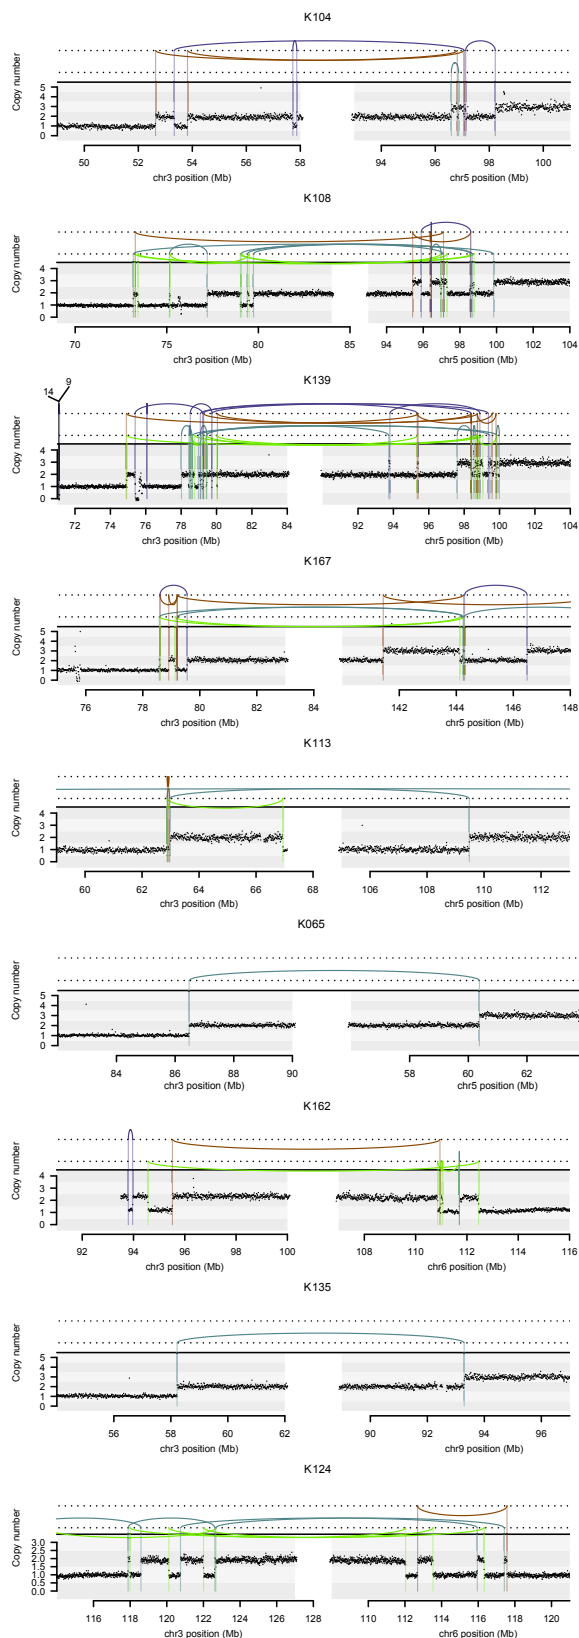 K104
Copy number
5
4
3
2
1
0
50 52 54 56 58 94 96 98 100
chr3 position (Mb) chr5 position (Mb)
K108
Copy number
4
3
2
1
0
70 75 80 85 94 96 98 100 102 104
chr3 position (Mb) chr5 position (Mb)
K139
14 9
Copy number
4
3
2
1
0
72 74 76 78 80 82 84 92 94 96 98 100 102 104
chr3 position (Mb) chr5 position (Mb)
K167
Copy number
5
4
3
2
1
0
76 78 80 82 84 142 144 146 148
chr3 position (Mb) chr5 position (Mb)
K113
Copy number
4
3
2
1
0
60 62 64 66 68 106 108 110 112
chr3 position (Mb) chr5 position (Mb)
K065
Copy number
5
4
3
2
1
0
84 86 88 90 58 60 62
chr3 position (Mb) chr5 position (Mb)
K162
Copy number
4
3
2
1
0
92 94 96 98 100 108 110 112 114 116
chr3 position (Mb) chr6 position (Mb)
K135
Copy number
5
4
3
2
1
0
56 58 60 62 90 92 94 96
chr3 position (Mb) chr9 position (Mb)
K124
Copy number
3.0
2.5
2.0
1.5
1.0
0.5
0.0
116 118 120 122 124 126 128 110 112 114 116 118 120
chr3 position (Mb) chr6 position (Mb)